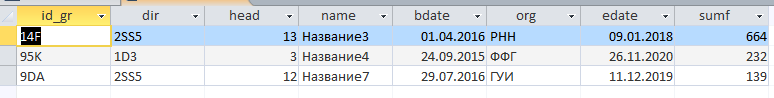 id_gr dir head name bdate org edate sumf
14F 2SS5 13 Название3 01.04.2016 РНН 09.01.2018 664
95K 1D3 3 Название4 24.09.2015 ФФГ 26.11.2020 232
9DA 2SS5 12 Название7 29.07.2016 ГУИ 11.12.2019 139